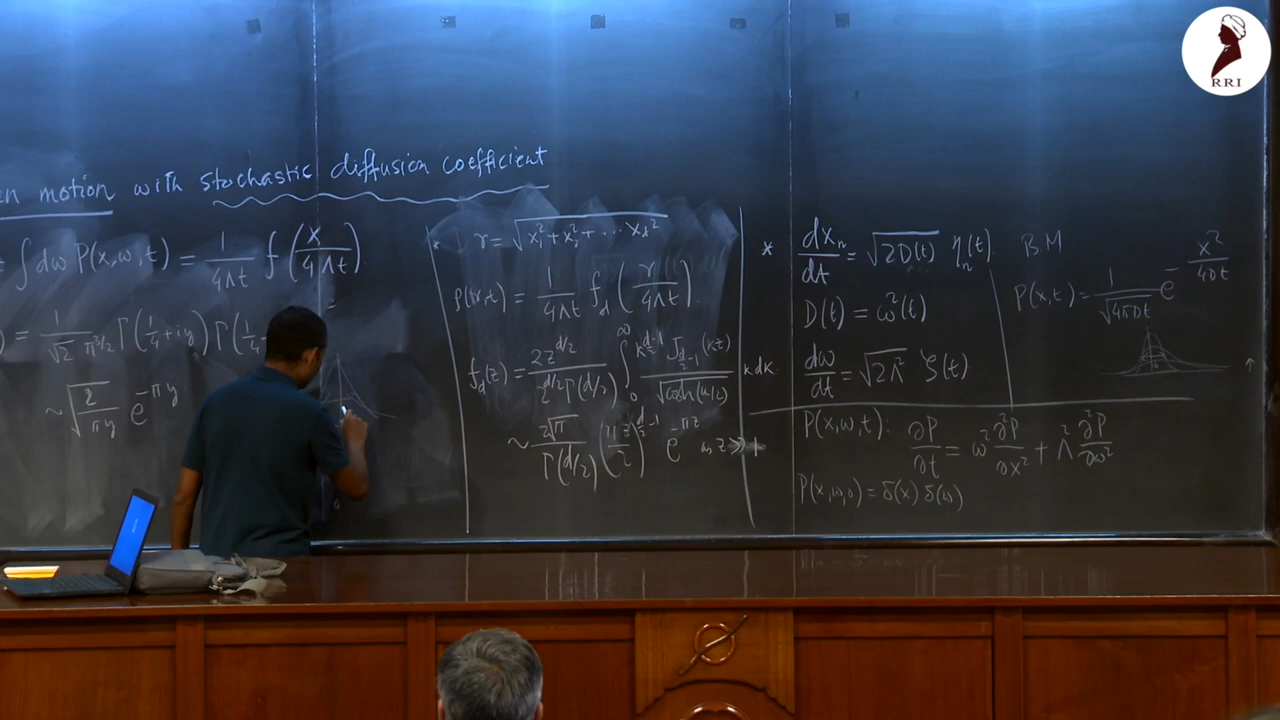 n motion with stochastic diffusion coefficient
∫dω P(x,ω,t) = 1/(4Λt) f(x/(4Λt))
) = 1/(√2 π^{3/2}) Γ(1/4+iy) Γ(1/4
~ √(2/(πy)) e^{-πy}
* r = √(x₁²+x₂²+⋯x_d²)
P(r,t) = 1/(4Λt) f_d(r/(4Λt)).
f_d(z) = 2z^{d/2}/(2^{d/2}Γ(d/2)) ∫₀^∞ k^{d/2-1} J_{d/2-1}(kz)/√cosh(k/2) k dk.
~ 2√π/Γ(d/2) (πz/2)^{d/2-1} e^{-πz} as z≫1
* dx_n/dt = √2D(t) η_n(t).
D(t) = ω²(t)
dω/dt = √2Λ² ζ(t)
B.M
P(x,t) = 1/√4πDt e^{-x²/4Dt}
P(x,ω,t): ∂P/∂t = ω² ∂²P/∂x² + Λ² ∂²P/∂ω²
P(x,ω,0) = δ(x) δ(ω)
RRI